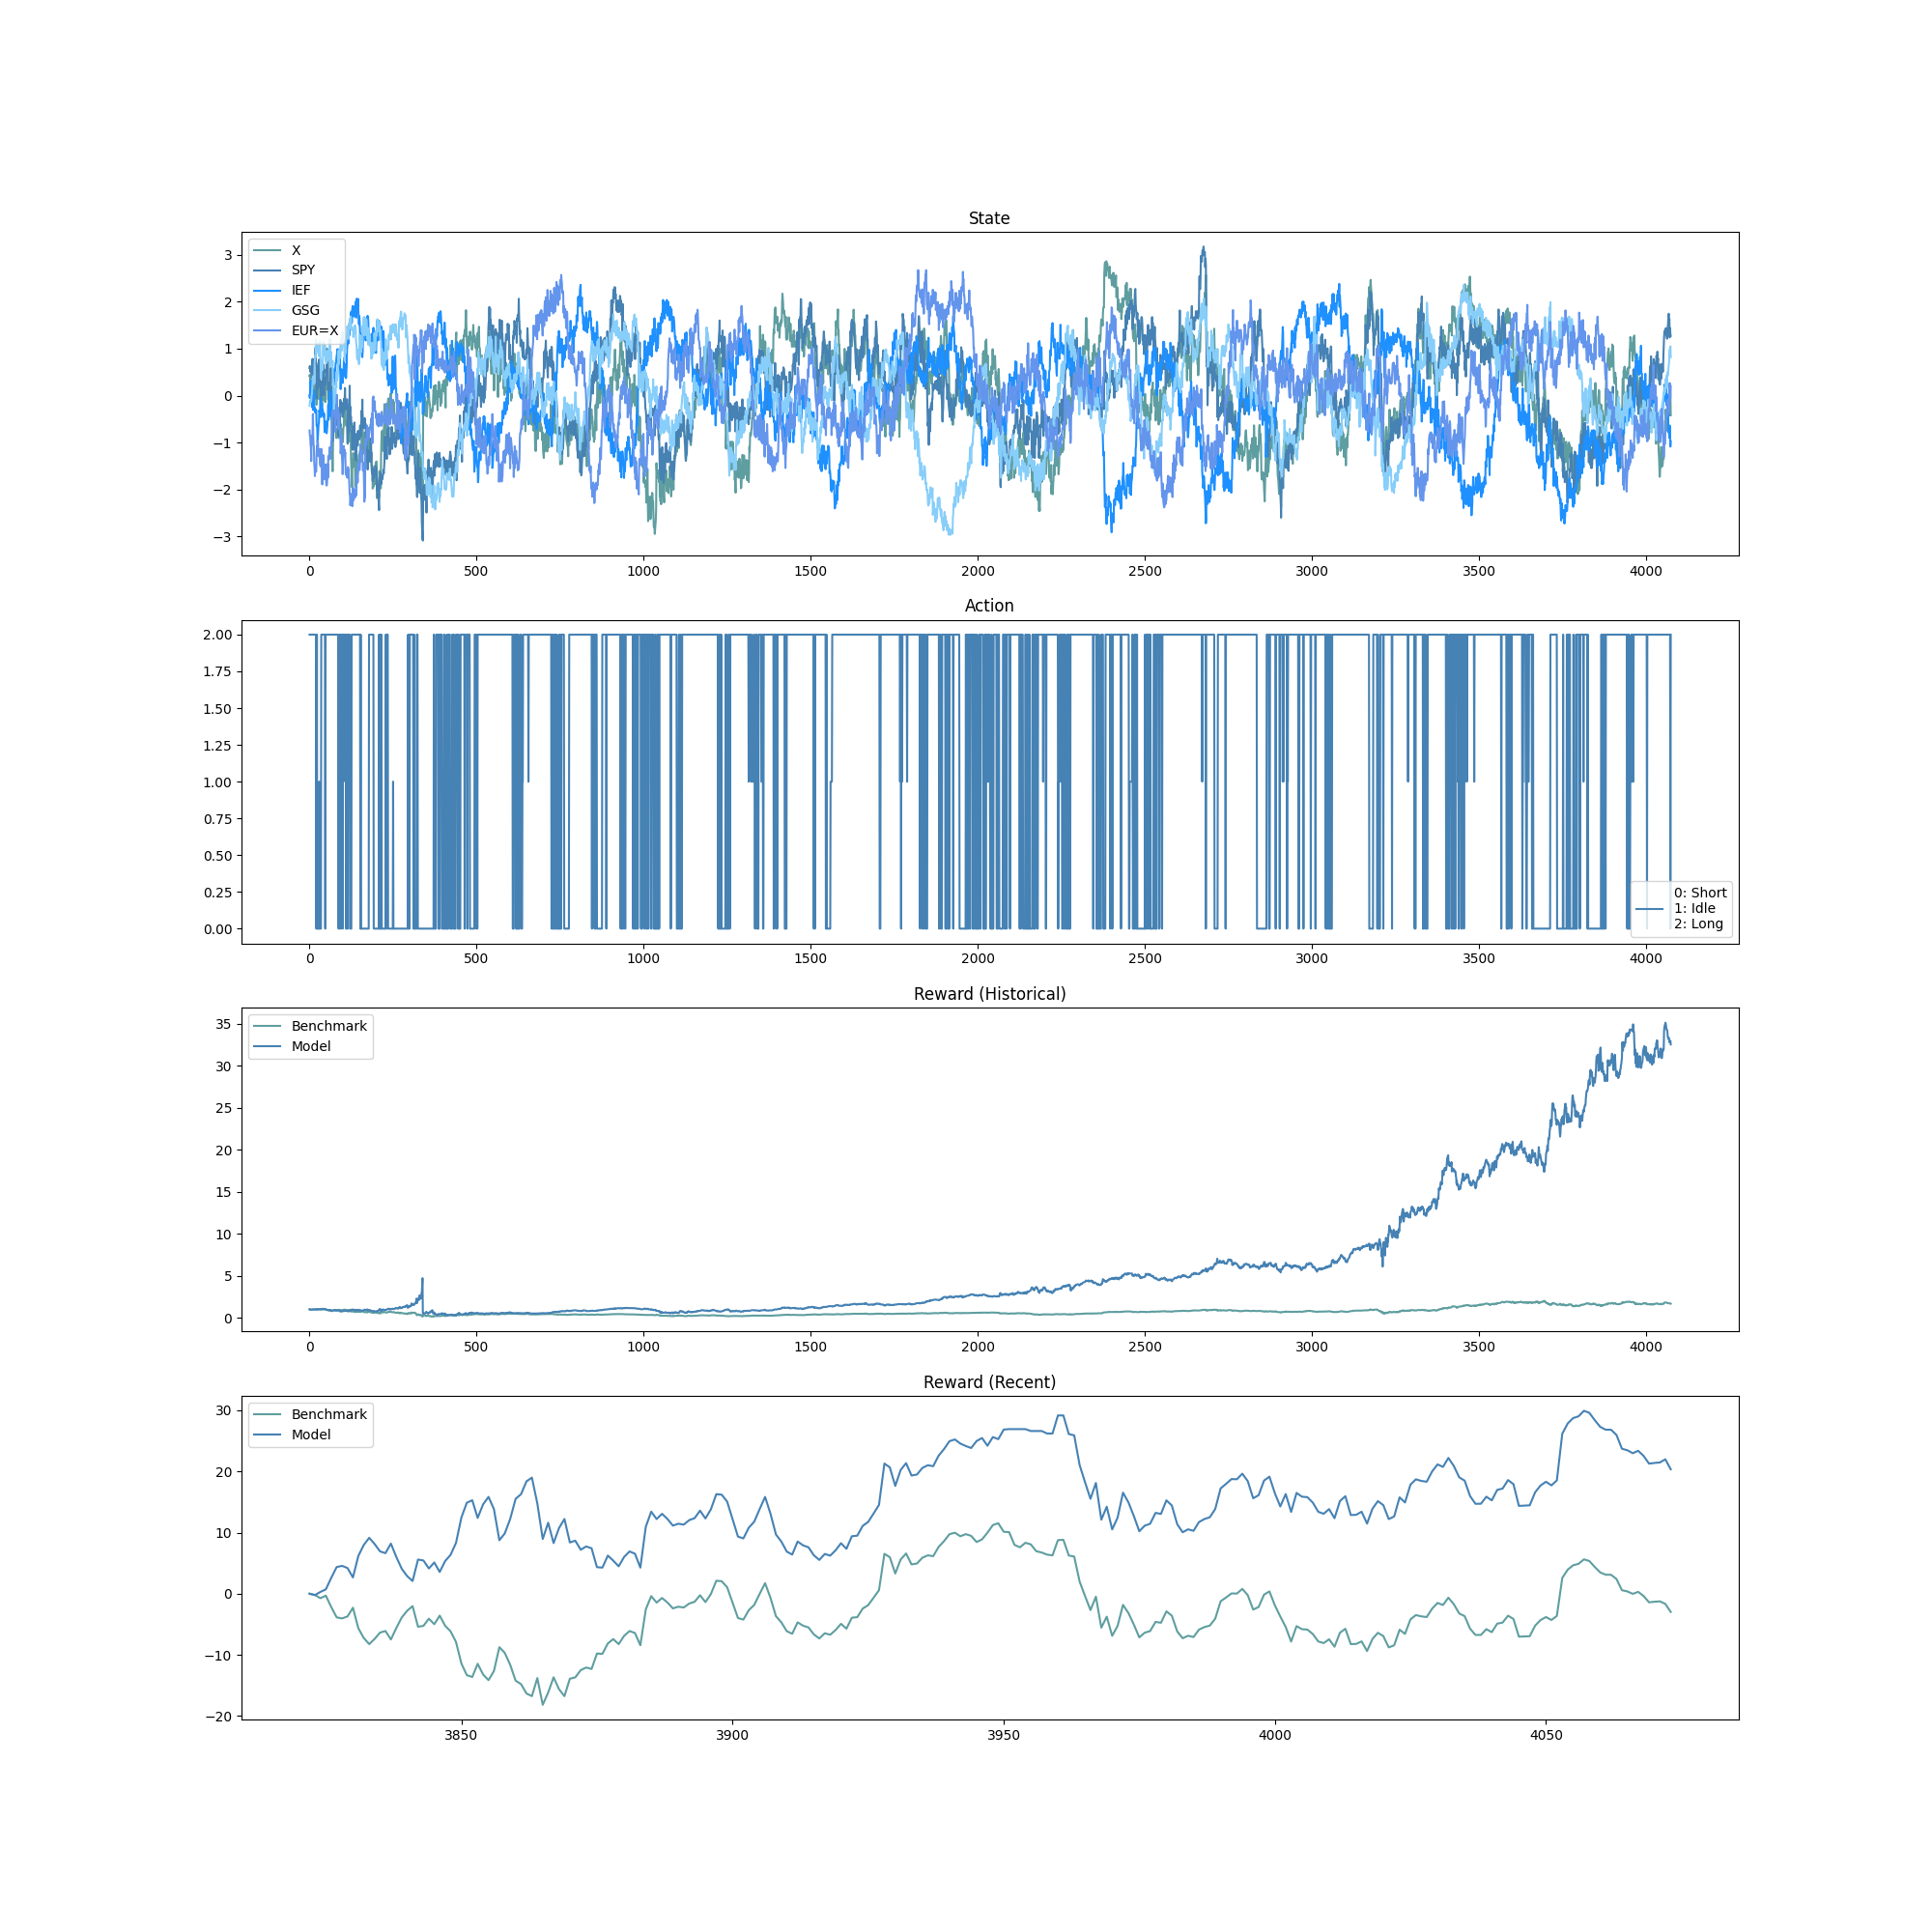 State
3
2
1
0
−1
−2
−3
X
SPY
IEF
GSG
EUR=X
0 500 1000 1500 2000 2500 3000 3500 4000
Action
2.00
1.75
1.50
1.25
1.00
0.75
0.50
0.25
0.00
0: Short
1: Idle
2: Long
0 500 1000 1500 2000 2500 3000 3500 4000
Reward (Historical)
35
30
25
20
15
10
5
0
Benchmark
Model
0 500 1000 1500 2000 2500 3000 3500 4000
Reward (Recent)
30
20
10
0
−10
−20
Benchmark
Model
3850 3900 3950 4000 4050